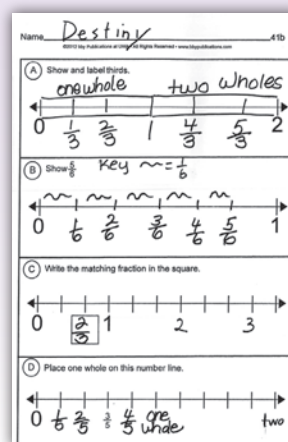 Name Destiny 41b
©2012 by Publications at UNH. All Rights Reserved - www.bbypublications.com
A Show and label thirds.
one whole two wholes
0 1/3 2/3 1 4/3 5/3 2
B Show 5/6 Key ~ = 1/6
0 1/6 2/6 3/6 4/6 5/6 1
C Write the matching fraction in the square.
0 2/3 1 2 3
D Place one whole on this number line.
0 1/5 2/5 3/5 4/5 one whole two